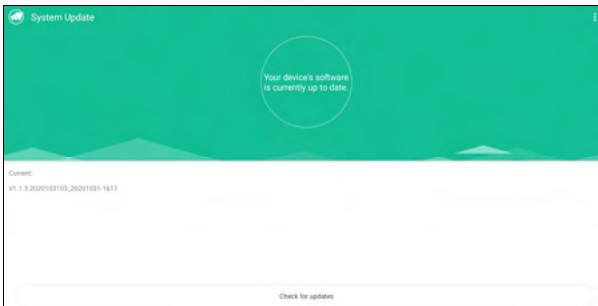 System Update
Your device's software
is currently up to date.
Current:
V1.1.3.2020103103_20201031-1611
Check for updates